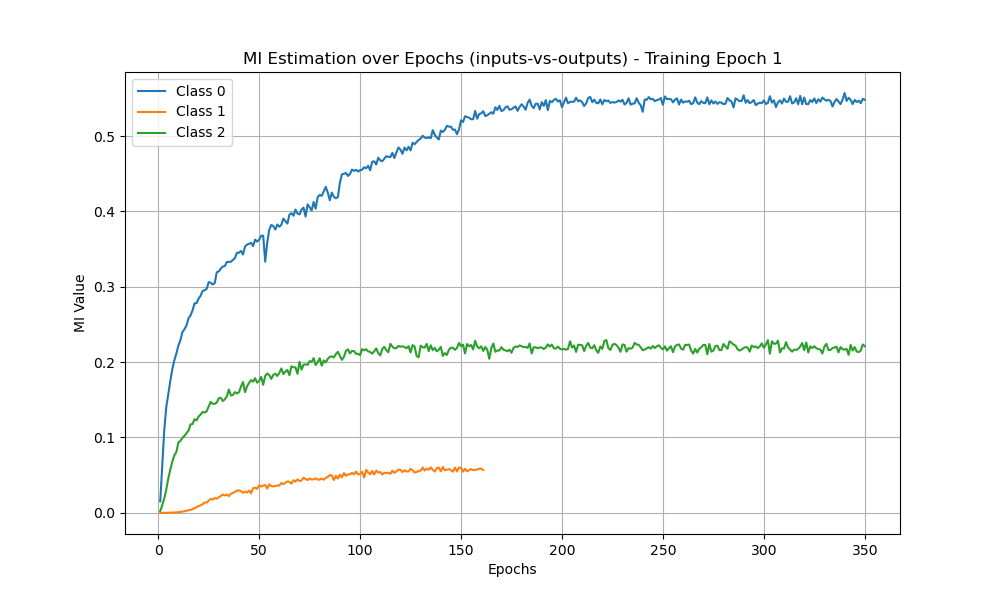 MI Estimation over Epochs (inputs-vs-outputs) - Training Epoch 1
Class 0
Class 1
Class 2
0.5
0.4
0.3
0.2
0.1
0.0
MI Value
0 50 100 150 200 250 300 350
Epochs